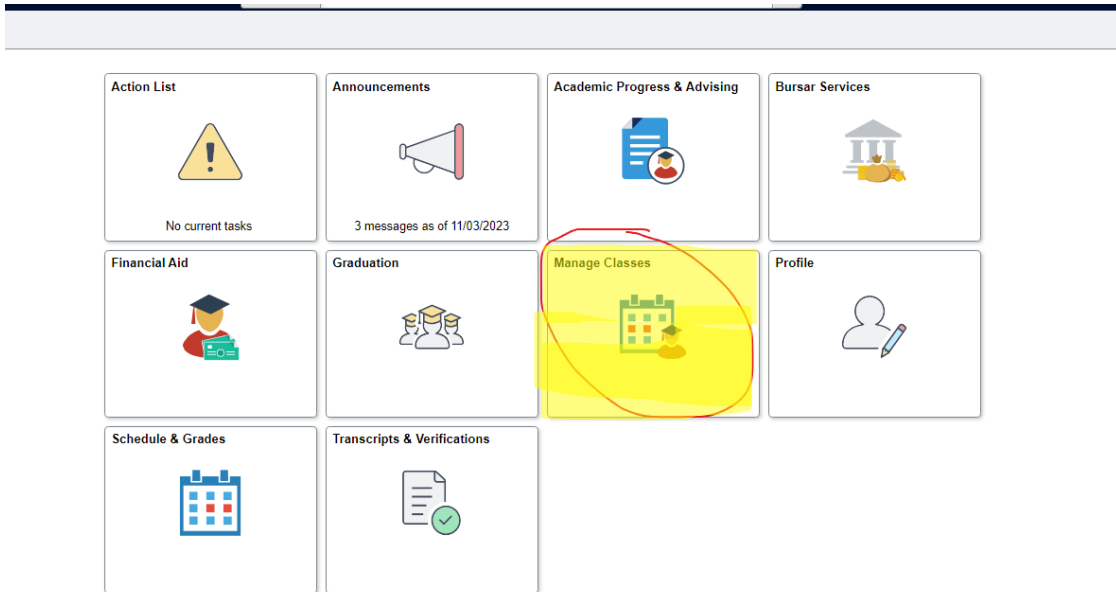 Action List
Announcements
Academic Progress & Advising
Bursar Services
No current tasks
3 messages as of 11/03/2023
Financial Aid
Graduation
Manage Classes
Profile
Schedule & Grades
Transcripts & Verifications